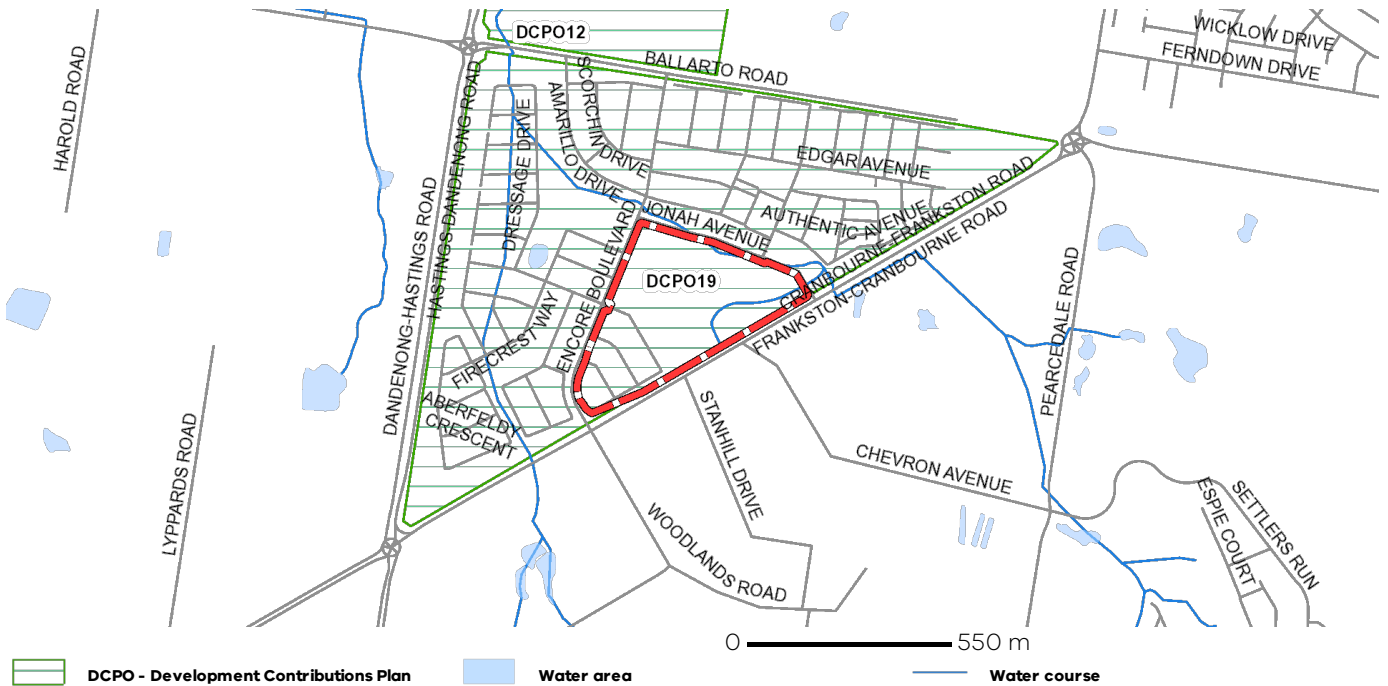 DCPO12
WICKLOW DRIVE
FERNDOWN DRIVE
HAROLD ROAD
BALLARTO ROAD
SCORCHIN DRIVE
AMARILLO DRIVE
DRESSAGE DRIVE
EDGAR AVENUE
HASTINGS-DANDENONG ROAD
DANDENONG-HASTINGS ROAD
JONAH AVENUE
AUTHENTIC AVENUE
CRANBOURNE-FRANKSTON ROAD
FRANKSTON-CRANBOURNE ROAD
DCPO19
ENCORE BOULEVARD
PEARCEDALE ROAD
FIRECREST WAY
ABERFELDY
CRESCENT
STANHILL DRIVE
LYPPARDS ROAD
CHEVRON AVENUE
WOODLANDS ROAD
ESPIE COURT
SETTLERS RUN
0 550 m
DCPO - Development Contributions Plan
Water area
Water course